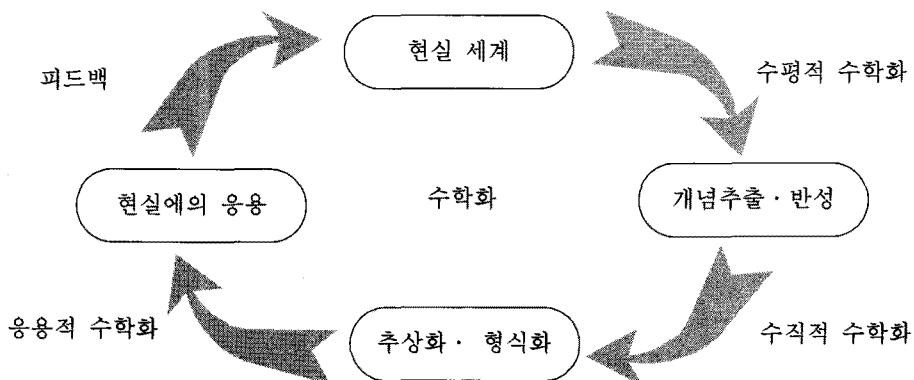 현실 세계
피드백
수평적 수학화
현실에의 응용
수학화
개념추출 · 반성
응용적 수학화
추상화 · 형식화
수직적 수학화